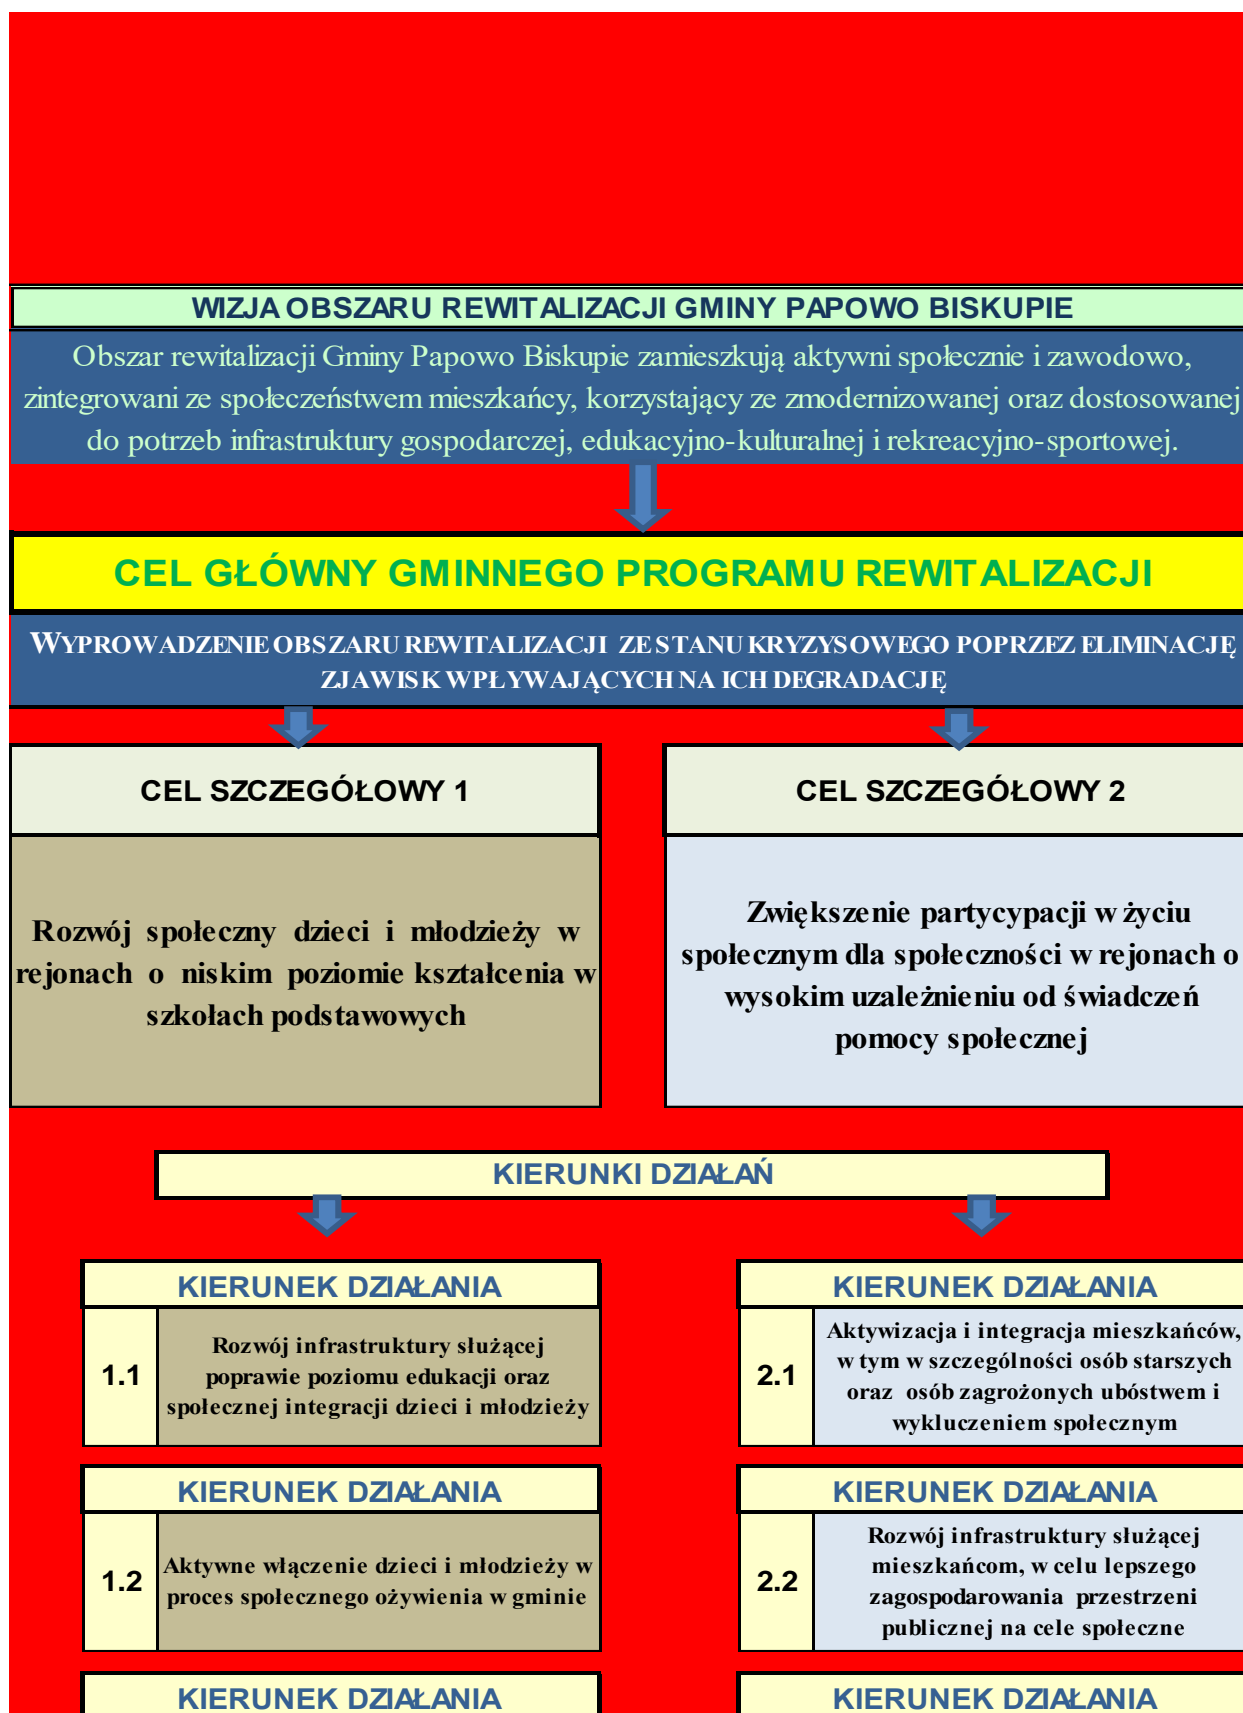 WIZJA OBSZARU REWITALIZACJI GMINY PAPOWO BISKUPIE
Obszar rewitalizacji Gminy Papowo Biskupie zamieszkują aktywni społecznie i zawodowo,
zintegrowani ze społeczeństwem mieszkańcy, korzystający ze zmodernizowanej oraz dostosowanej
do potrzeb infrastruktury gospodarczej, edukacyjno-kulturalnej i rekreacyjno-sportowej.
CEL GŁÓWNY GMINNEGO PROGRAMU REWITALIZACJI
WYPROWADZENIE OBSZARU REWITALIZACJI ZE STANU KRYZYSOWEGO POPRZEZ ELIMINACJĘ
ZJAWISK WPŁYWAJĄCYCH NA ICH DEGRADACJĘ
CEL SZCZEGÓŁOWY 1
Rozwój społeczny dzieci i młodzieży w
rejonach o niskim poziomie kształcenia w
szkołach podstawowych
CEL SZCZEGÓŁOWY 2
Zwiększenie partycypacji w życiu
społecznym dla społeczności w rejonach o
wysokim uzależnieniu od świadczeń
pomocy społecznej
KIERUNKI DZIAŁAŃ
KIERUNEK DZIAŁANIA
1.1
Rozwój infrastruktury służącej
poprawie poziomu edukacji oraz
społecznej integracji dzieci i młodzieży
KIERUNEK DZIAŁANIA
2.1
Aktywizacja i integracja mieszkańców,
w tym w szczególności osób starszych
oraz osób zagrożonych ubóstwem i
wykluczeniem społecznym
KIERUNEK DZIAŁANIA
1.2
Aktywne włączenie dzieci i młodzieży w
proces społecznego ożywienia w gminie
KIERUNEK DZIAŁANIA
2.2
Rozwój infrastruktury służącej
mieszkańcom, w celu lepszego
zagospodarowania przestrzeni
publicznej na cele społeczne
KIERUNEK DZIAŁANIA
KIERUNEK DZIAŁANIA